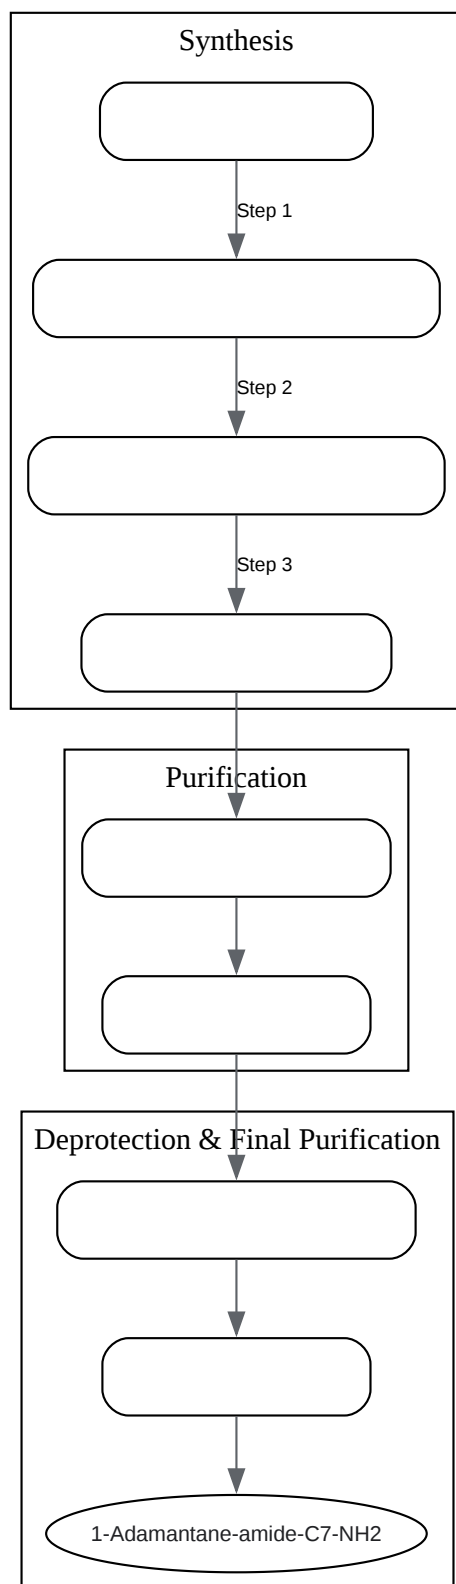 Synthesis
Step 1
Step 2
Step 3
Purification
Deprotection & Final Purification
1-Adamantane-amide-C7-NH2